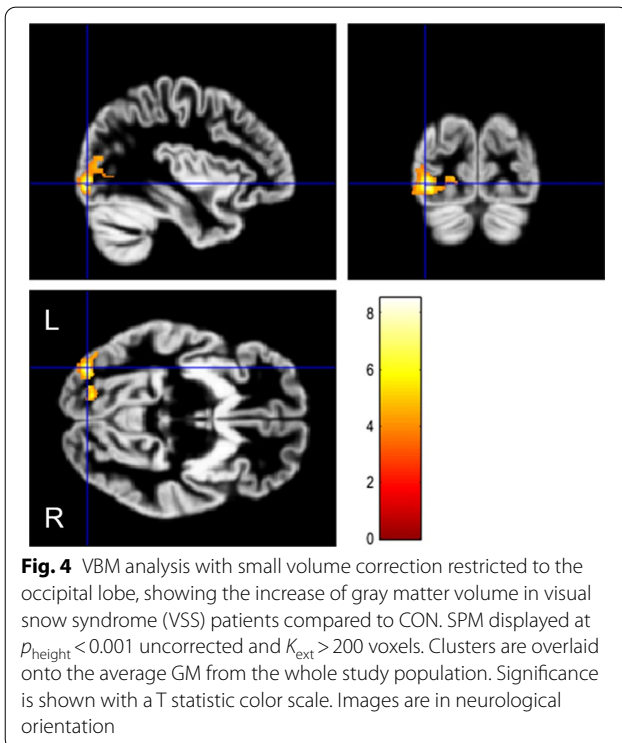 L
R
8
6
4
2
0
Fig. 4 VBM analysis with small volume correction restricted to the
occipital lobe, showing the increase of gray matter volume in visual
snow syndrome (VSS) patients compared to CON. SPM displayed at
p_height < 0.001 uncorrected and K_ext > 200 voxels. Clusters are overlaid
onto the average GM from the whole study population. Significance
is shown with a T statistic color scale. Images are in neurological
orientation